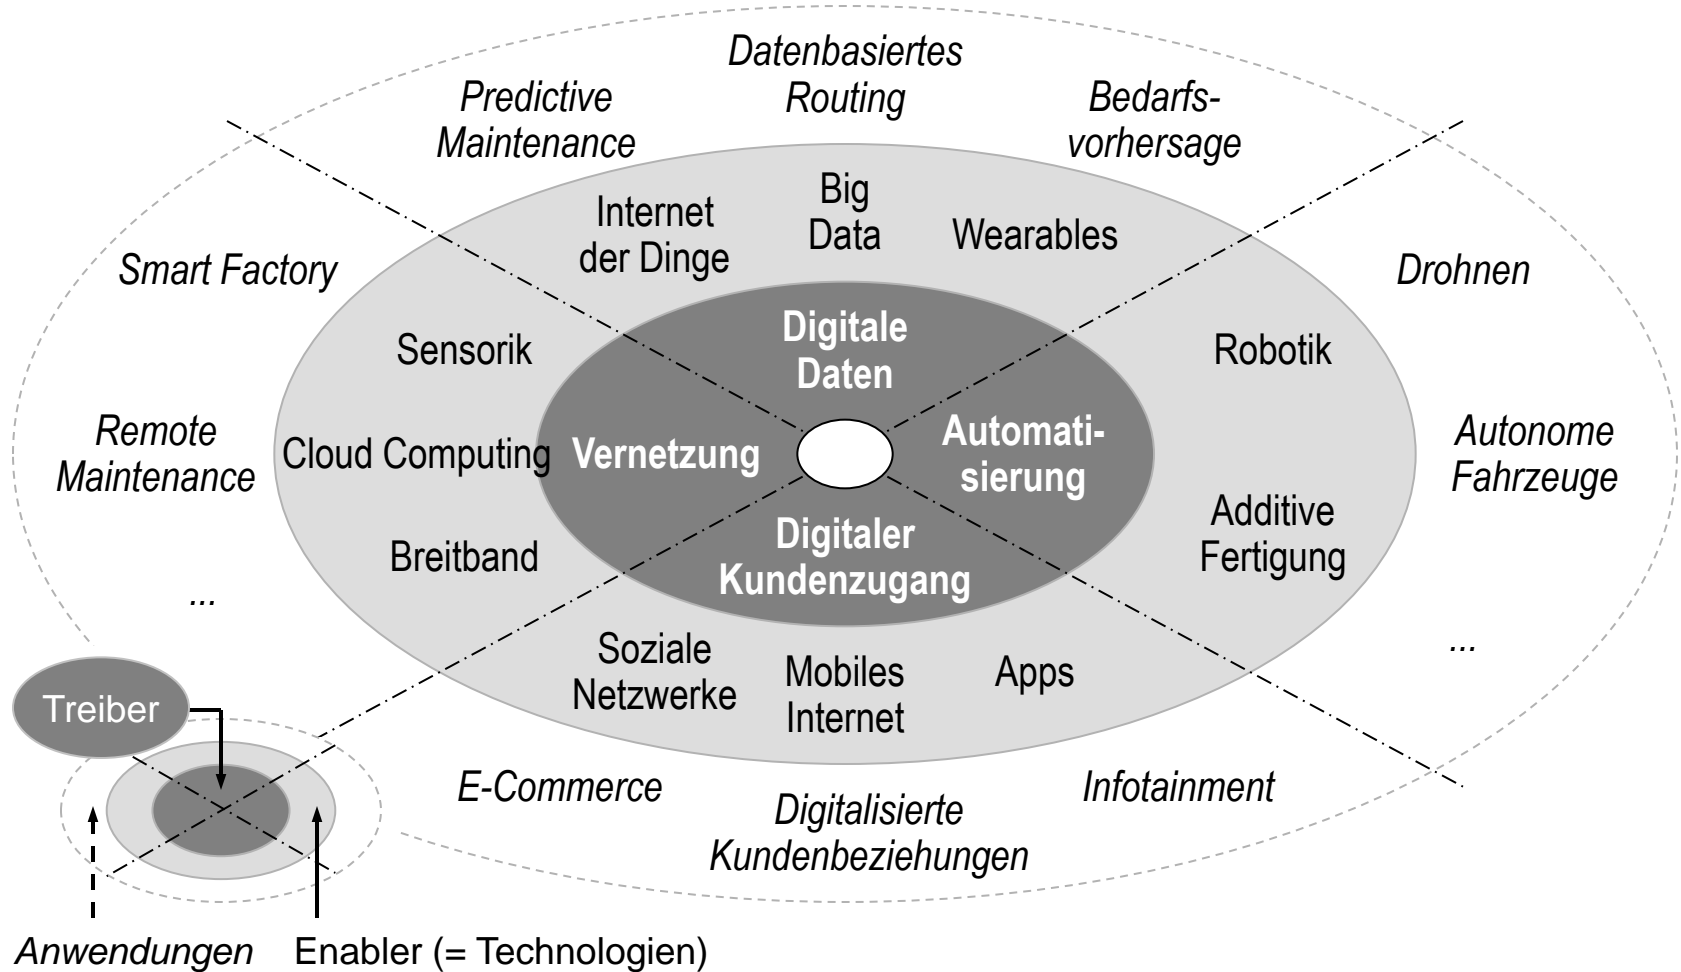 Datenbasiertes
Routing
Predictive
Maintenance
Bedarfs-
vorhersage
Big
Data
Internet
der Dinge
Wearables
Smart Factory
Drohnen
Sensorik
Digitale
Daten
Robotik
Remote
Maintenance
Cloud Computing
Vernetzung
Automati-
sierung
Autonome
Fahrzeuge
Breitband
Digitaler
Kundenzugang
Additive
Fertigung
...
...
Soziale
Netzwerke
Mobiles
Internet
Apps
Treiber
E-Commerce
Digitalisierte
Kundenbeziehungen
Infotainment
Anwendungen
Enabler (= Technologien)